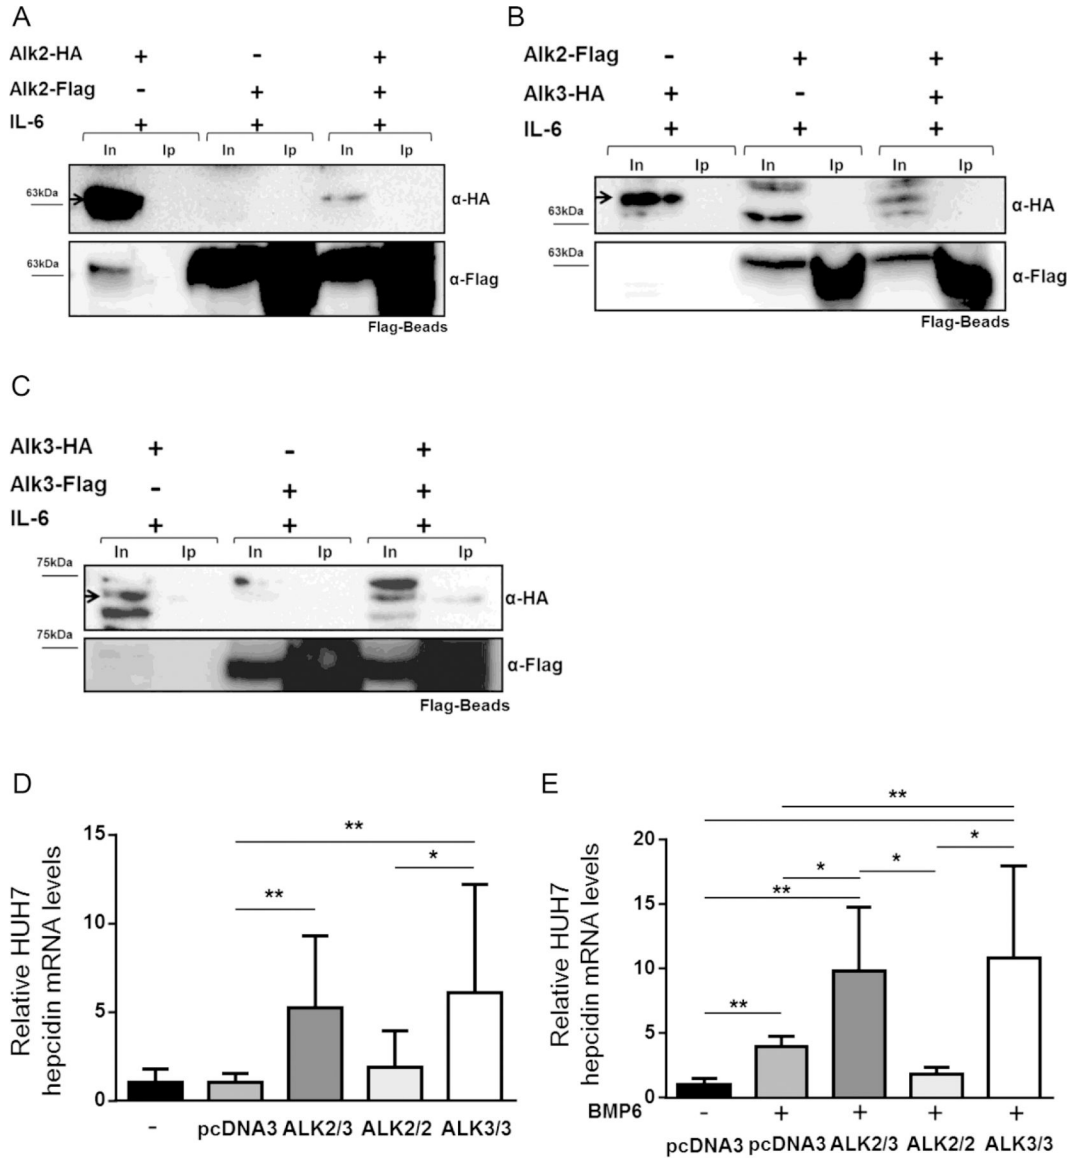 A
Alk2-HA + - +
Alk2-Flag - + +
IL-6 + + +
In Ip In Ip In Ip
63kDa
α-HA
63kDa
α-Flag
Flag-Beads
B
Alk2-Flag - + +
Alk3-HA + - +
IL-6 + + +
In Ip In Ip In Ip
63kDa
α-HA
63kDa
α-Flag
Flag-Beads
C
Alk3-HA + - +
Alk3-Flag - + +
IL-6 + + +
In Ip In Ip In Ip
75kDa
α-HA
75kDa
α-Flag
Flag-Beads
D
Relative HUH7
hepcidin mRNA levels
15
10
5
0
**
*
**
- pcDNA3 ALK2/3 ALK2/2 ALK3/3
E
Relative HUH7
hepcidin mRNA levels
20
15
10
5
0
**
*
* *
**
**
BMP6 - + + + +
pcDNA3 pcDNA3 ALK2/3 ALK2/2 ALK3/3